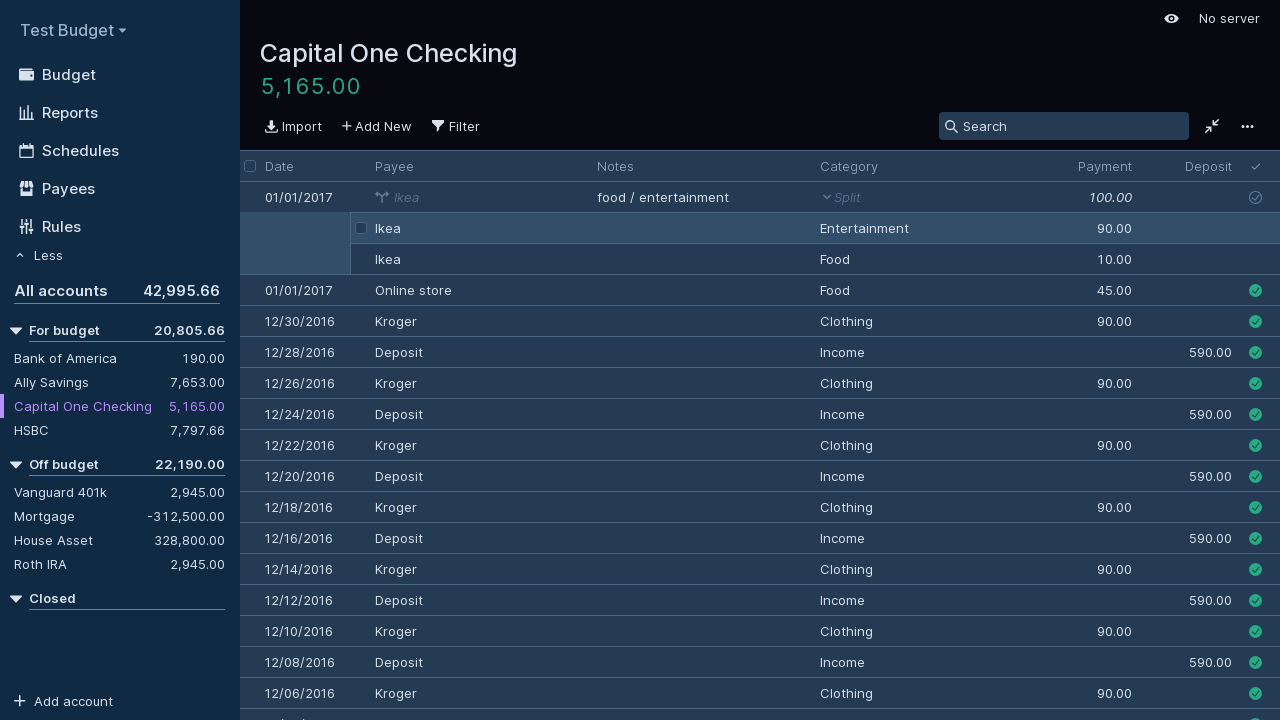 Test Budget
Budget
Reports
Schedules
Payees
Rules
Less
All accounts 42,995.66
For budget 20,805.66
Bank of America 190.00
Ally Savings 7,653.00
Capital One Checking 5,165.00
HSBC 7,797.66
Off budget 22,190.00
Vanguard 401k 2,945.00
Mortgage -312,500.00
House Asset 328,800.00
Roth IRA 2,945.00
Closed
Add account
No server
Capital One Checking
5,165.00
Import Add New Filter Search
Date Payee Notes Category Payment Deposit
01/01/2017 Ikea food / entertainment Split 100.00
Ikea Entertainment 90.00
Ikea Food 10.00
01/01/2017 Online store Food 45.00
12/30/2016 Kroger Clothing 90.00
12/28/2016 Deposit Income 590.00
12/26/2016 Kroger Clothing 90.00
12/24/2016 Deposit Income 590.00
12/22/2016 Kroger Clothing 90.00
12/20/2016 Deposit Income 590.00
12/18/2016 Kroger Clothing 90.00
12/16/2016 Deposit Income 590.00
12/14/2016 Kroger Clothing 90.00
12/12/2016 Deposit Income 590.00
12/10/2016 Kroger Clothing 90.00
12/08/2016 Deposit Income 590.00
12/06/2016 Kroger Clothing 90.00